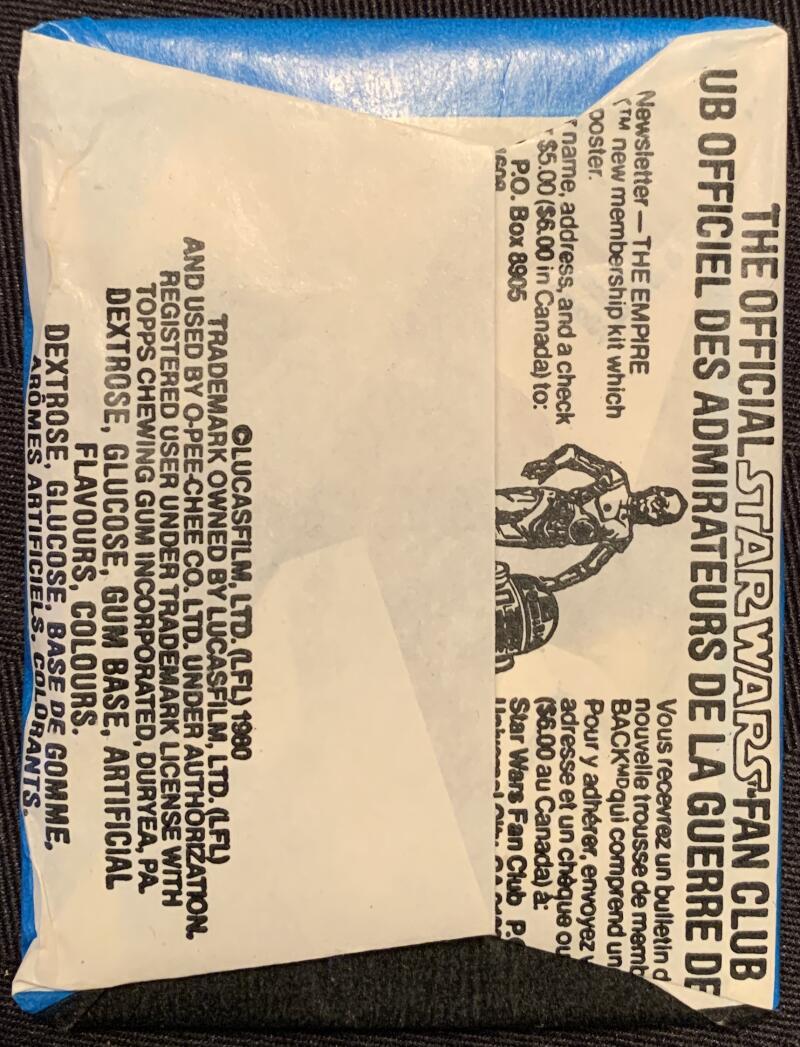 THE OFFICIAL STAR WARS FAN CLUB
UB OFFICIEL DES ADMIRATEURS DE LA GUERRE DE
Newsletter — THE EMPIRE
™ new membership kit which
poster.
name, address, and a check
$5.00 ($6.00 in Canada) to:
P.O. Box 8905
Vous recevrez un bulletin d
nouvelle trousse de memb
BACKᴹᴰ qui comprend un
Pour y adhérer, envoyez v
adresse et un chèque ou
($6.00 au Canada) à:
Star Wars Fan Club P.O
©LUCASFILM, LTD. (LFL) 1980
TRADEMARK OWNED BY LUCASFILM, LTD. (LFL)
AND USED BY O-PEE-CHEE CO. LTD. UNDER AUTHORIZATION.
REGISTERED USER UNDER TRADEMARK LICENSE WITH
TOPPS CHEWING GUM INCORPORATED, DURYEA, PA.
DEXTROSE, GLUCOSE, GUM BASE, ARTIFICIAL
FLAVOURS, COLOURS.
DEXTROSE, GLUCOSE, BASE DE GOMME,
ARÔMES ARTIFICIELS, COLORANTS.